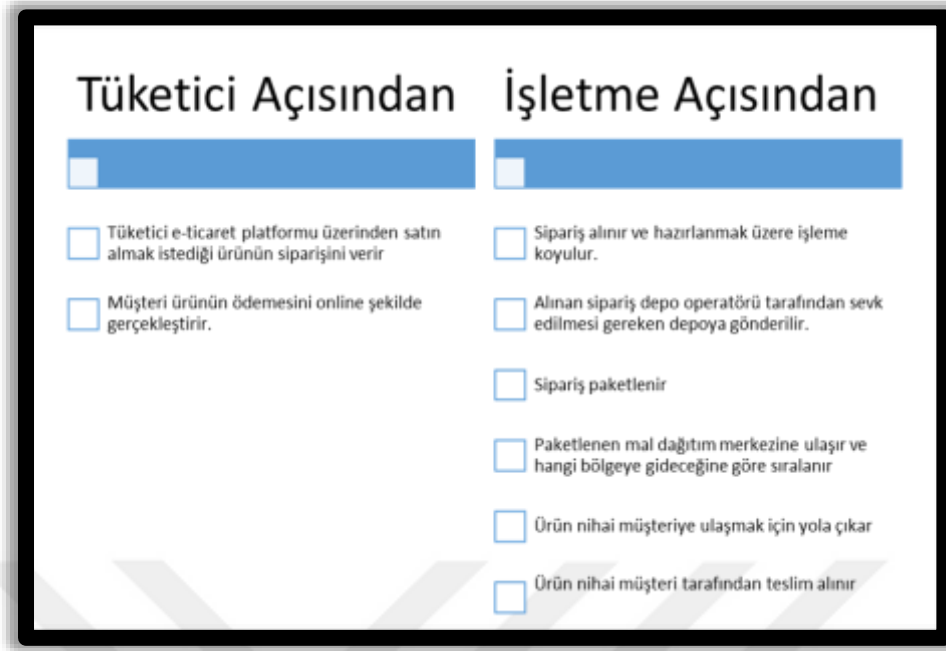 Tüketici Açısından
Tüketici e-ticaret platformu üzerinden satın
almak istediği ürünün siparişini verir
Müşteri ürünün ödemesini online şekilde
gerçekleştirir.
İşletme Açısından
Sipariş alınır ve hazırlanmak üzere işleme
koyulur.
Alınan sipariş depo operatörü tarafından sevk
edilmesi gereken depoya gönderilir.
Sipariş paketlenir
Paketlenen mal dağıtım merkezine ulaşır ve
hangi bölgeye gideceğine göre sıralanır
Ürün nihai müşteriye ulaşmak için yola çıkar
Ürün nihai müşteri tarafından teslim alınır